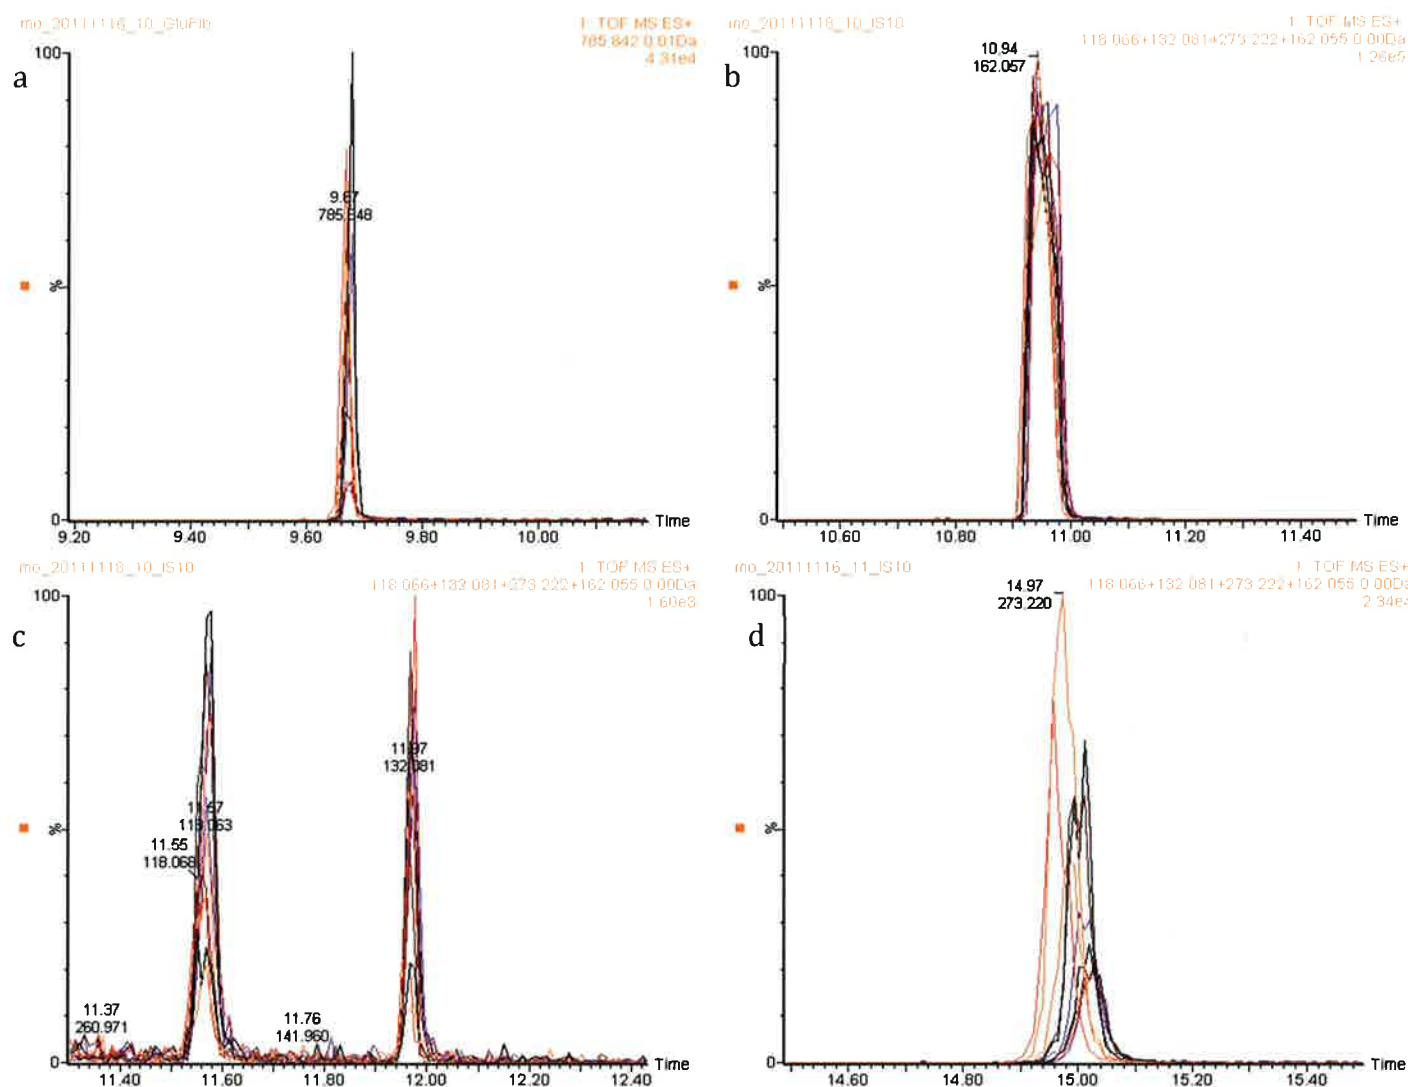 mo_20111116_10_GluFib
1: TOF MS ES+
785.842 0.01Da
4.31e4
a
100
%
0
9.67
785.848
9.20 9.40 9.60 9.80 10.00
Time
mo_20111118_10_IS10
1: TOF MS ES+
118.066+132.081+273.222+162.055 0.00Da
1.26e5
b
100
%
0
10.94
162.057
10.60 10.80 11.00 11.20 11.40
Time
mo_20111118_10_IS10
1: TOF MS ES+
118.066+132.081+273.222+162.055 0.00Da
1.60e3
c
100
%
0
11.57
118.063
11.55
118.068
11.97
132.081
11.37
260.971
11.76
141.960
11.40 11.60 11.80 12.00 12.20 12.40
Time
mo_20111116_11_IS10
1: TOF MS ES+
118.066+132.081+273.222+162.055 0.00Da
d
100
%
0
14.97
273.220
14.60 14.80 15.00 15.20 15.40
Time